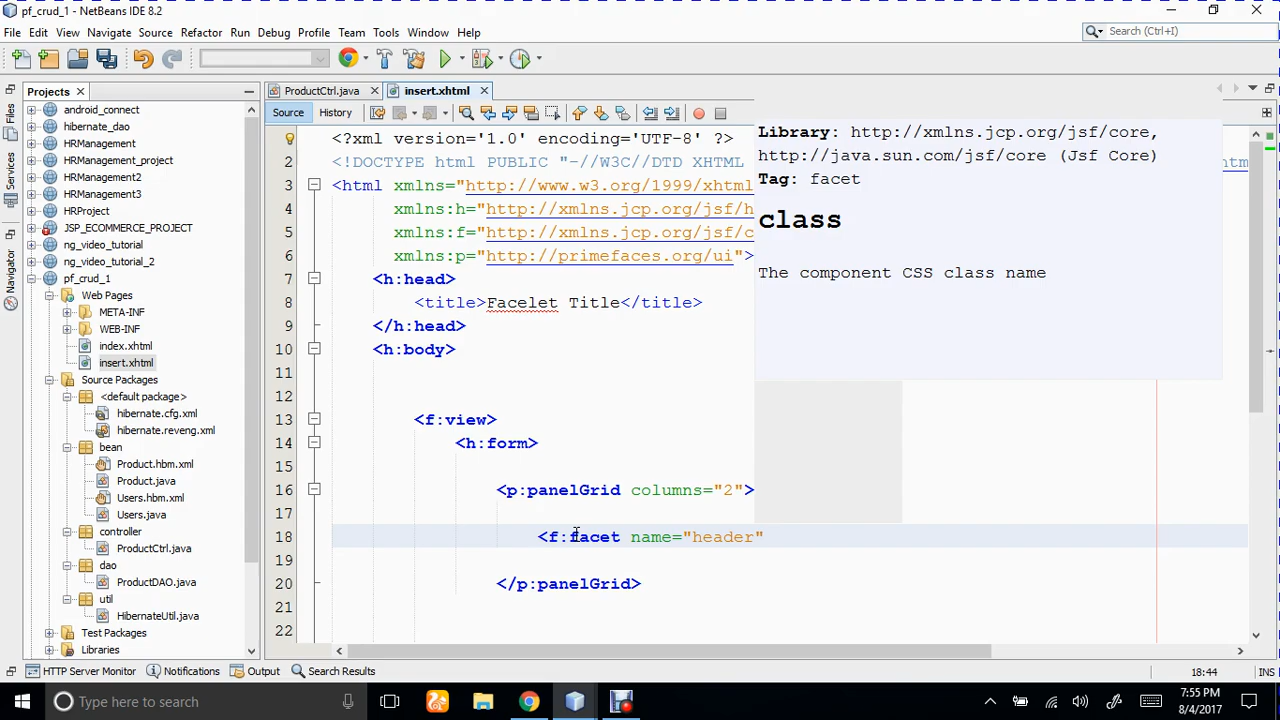 pf_crud_1 - NetBeans IDE 8.2
File Edit View Navigate Source Refactor Run Debug Profile Team Tools Window Help
Search (Ctrl+I)
Projects
ProductCtrl.java
insert.xhtml
Source History
Files
Services
Navigator
android_connect
hibernate_dao
HRManagement
HRManagement_project
HRManagement2
HRManagement3
HRProject
JSP_ECOMMERCE_PROJECT
ng_video_tutorial
ng_video_tutorial_2
pf_crud_1
Web Pages
META-INF
WEB-INF
index.xhtml
insert.xhtml
Source Packages
<default package>
hibernate.cfg.xml
hibernate.reveng.xml
bean
Product.hbm.xml
Product.java
Users.hbm.xml
Users.java
controller
ProductCtrl.java
dao
ProductDAO.java
util
HibernateUtil.java
Test Packages
Libraries
<?xml version='1.0' encoding='UTF-8' ?>
2 <!DOCTYPE html PUBLIC "-//W3C//DTD XHTML
3 <html xmlns="http://www.w3.org/1999/xhtml
4 xmlns:h="http://xmlns.jcp.org/jsf/h
5 xmlns:f="http://xmlns.jcp.org/jsf/c
6 xmlns:p="http://primefaces.org/ui">
7 <h:head>
8 <title>Facelet Title</title>
9 </h:head>
10 <h:body>
11
12
13 <f:view>
14 <h:form>
15
16 <p:panelGrid columns="2">
17
18 <f:facet name="header"
19
20 </p:panelGrid>
21
22
Library: http://xmlns.jcp.org/jsf/core,
http://java.sun.com/jsf/core (Jsf Core)
Tag: facet
class
The component CSS class name
HTTP Server Monitor Notifications Output Search Results
18:44 INS
Type here to search
7:55 PM
8/4/2017